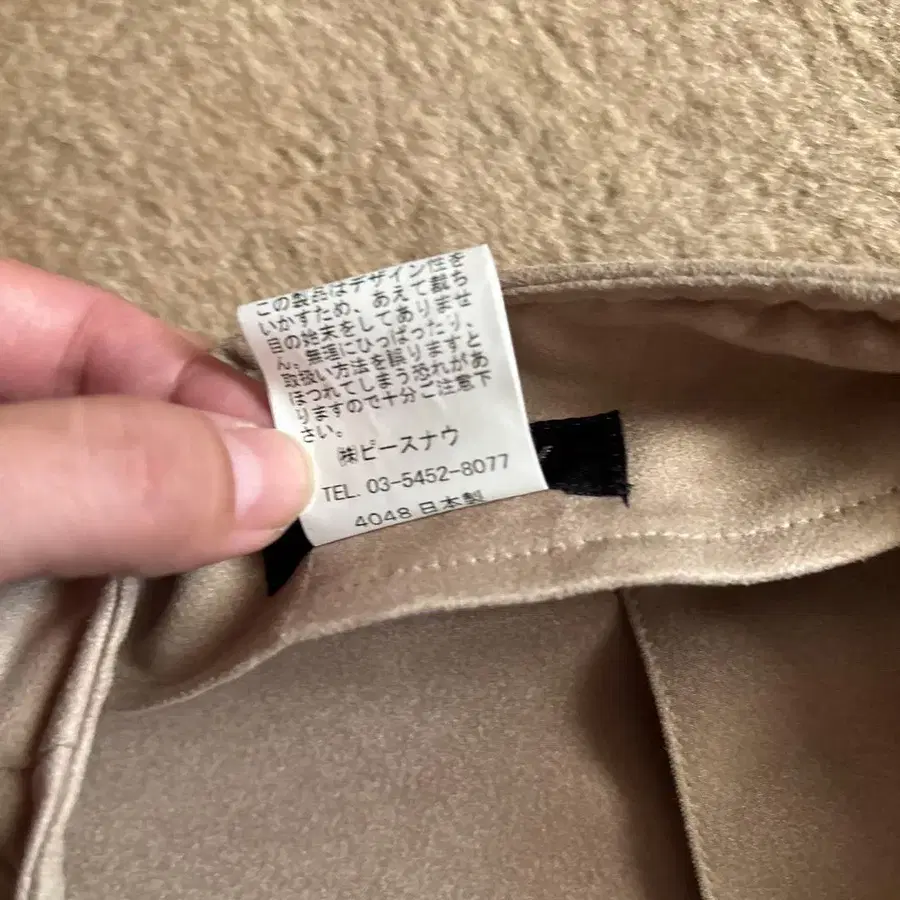 この製品はデザイン性を
いかすため、あえて裁ち
目の始末をしてありませ
ん。無理にひっぱったり、
取扱い方法を誤りますと
ほつれてしまう恐れがあ
りますので十分ご注意下
さい。
㈱ピースナウ
TEL. 03-5452-8077
4048 日本製